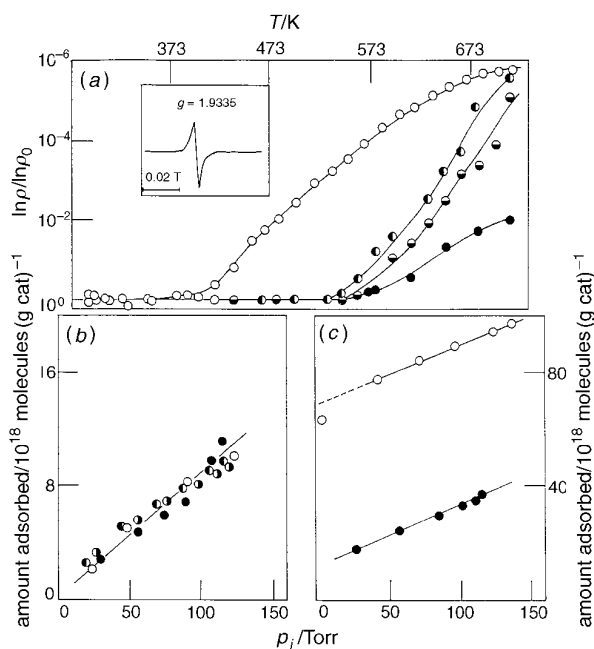 T/K
373 473 573 673
10⁻⁶
(a)
g = 1.9335
10⁻⁴
0.02 T
lnρ/lnρ₀
10⁻²
10⁰
(b)
(c)
amount adsorbed/10¹⁸ molecules (g cat)⁻¹
16
8
0
amount adsorbed/10¹⁸ molecules (g cat)⁻¹
80
40
0 50 100 150
0 50 100 150
pᵢ/Torr